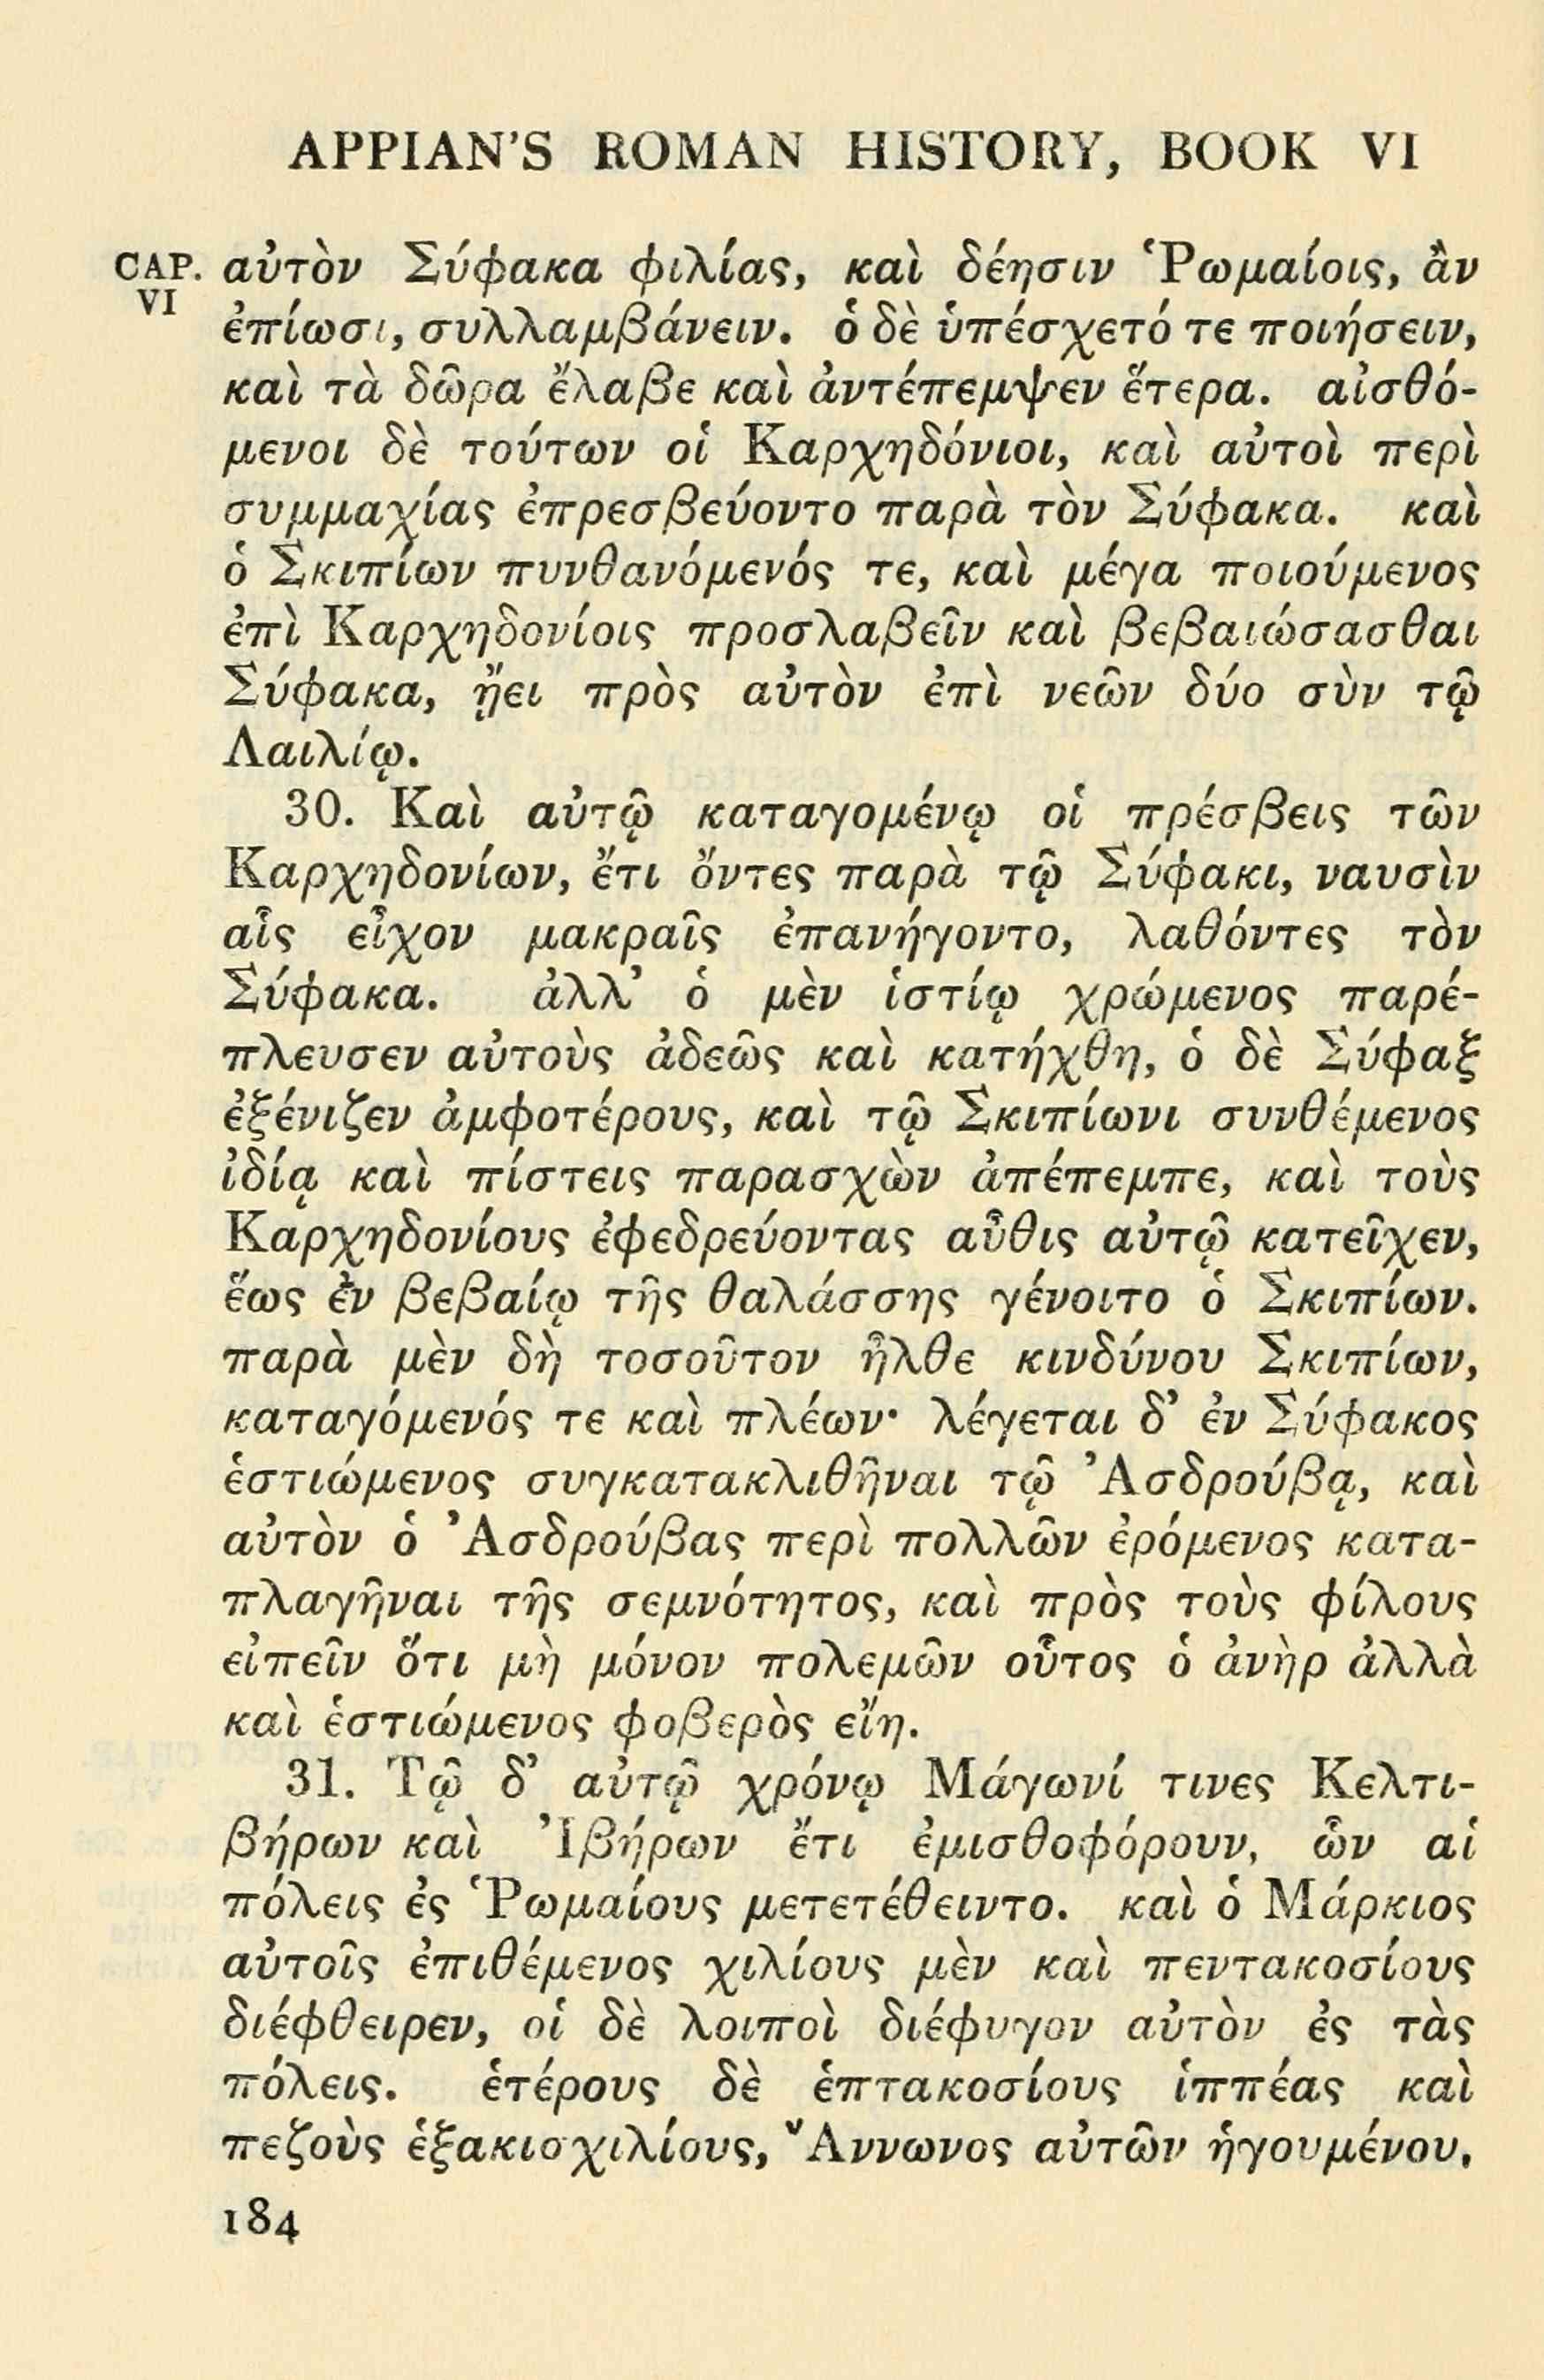 APPIAN'S ROMAN HISTORY, BOOK VI
CAP. VI
αὐτὸν Σύφακα φιλίας, καὶ δέησιν Ῥωμαίοις, ἂν
ἐπίωσι, συλλαμβάνειν. ὁ δὲ ὑπέσχετό τε ποιήσειν,
καὶ τὰ δῶρα ἔλαβε καὶ ἀντέπεμψεν ἕτερα. αἰσθό-
μενοι δὲ τούτων οἱ Καρχηδόνιοι, καὶ αὐτοὶ περὶ
συμμαχίας ἐπρεσβεύοντο παρὰ τὸν Σύφακα. καὶ
ὁ Σκιπίων πυνθανόμενός τε, καὶ μέγα ποιούμενος
ἐπὶ Καρχηδονίοις προσλαβεῖν καὶ βεβαιώσασθαι
Σύφακα, ᾔει πρὸς αὐτὸν ἐπὶ νεῶν δύο σὺν τῷ
Λαιλίῳ.
30. Καὶ αὐτῷ καταγομένῳ οἱ πρέσβεις τῶν
Καρχηδονίων, ἔτι ὄντες παρὰ τῷ Σύφακι, ναυσὶν
αἷς εἶχον μακραῖς ἐπανήγοντο, λαθόντες τὸν
Σύφακα. ἀλλ' ὁ μὲν ἱστίῳ χρώμενος παρέ-
πλευσεν αὐτοὺς ἀδεῶς καὶ κατήχθη, ὁ δὲ Σύφαξ
ἐξένιζεν ἀμφοτέρους, καὶ τῷ Σκιπίωνι συνθέμενος
ἰδίᾳ καὶ πίστεις παρασχὼν ἀπέπεμπε, καὶ τοὺς
Καρχηδονίους ἐφεδρεύοντας αὖθις αὐτῷ κατεῖχεν,
ἕως ἐν βεβαίῳ τῆς θαλάσσης γένοιτο ὁ Σκιπίων.
παρὰ μὲν δὴ τοσοῦτον ἦλθε κινδύνου Σκιπίων,
καταγόμενός τε καὶ πλέων· λέγεται δ' ἐν Σύφακος
ἑστιώμενος συγκατακλιθῆναι τῷ Ἀσδρούβᾳ, καὶ
αὐτὸν ὁ Ἀσδρούβας περὶ πολλῶν ἐρόμενος κατα-
πλαγῆναι τῆς σεμνότητος, καὶ πρὸς τοὺς φίλους
εἰπεῖν ὅτι μὴ μόνον πολεμῶν οὗτος ὁ ἀνὴρ ἀλλὰ
καὶ ἑστιώμενος φοβερὸς εἴη.
31. Τῷ δ' αὐτῷ χρόνῳ Μάγωνί τινες Κελτι-
βήρων καὶ Ἰβήρων ἔτι ἐμισθοφόρουν, ὧν αἱ
πόλεις ἐς Ῥωμαίους μετετέθειντο. καὶ ὁ Μάρκιος
αὐτοῖς ἐπιθέμενος χιλίους μὲν καὶ πεντακοσίους
διέφθειρεν, οἱ δὲ λοιποὶ διέφυγον αὐτὸν ἐς τὰς
πόλεις. ἑτέρους δὲ ἑπτακοσίους ἱππέας καὶ
πεζοὺς ἑξακισχιλίους, Ἄννωνος αὐτῶν ἡγουμένου,
184